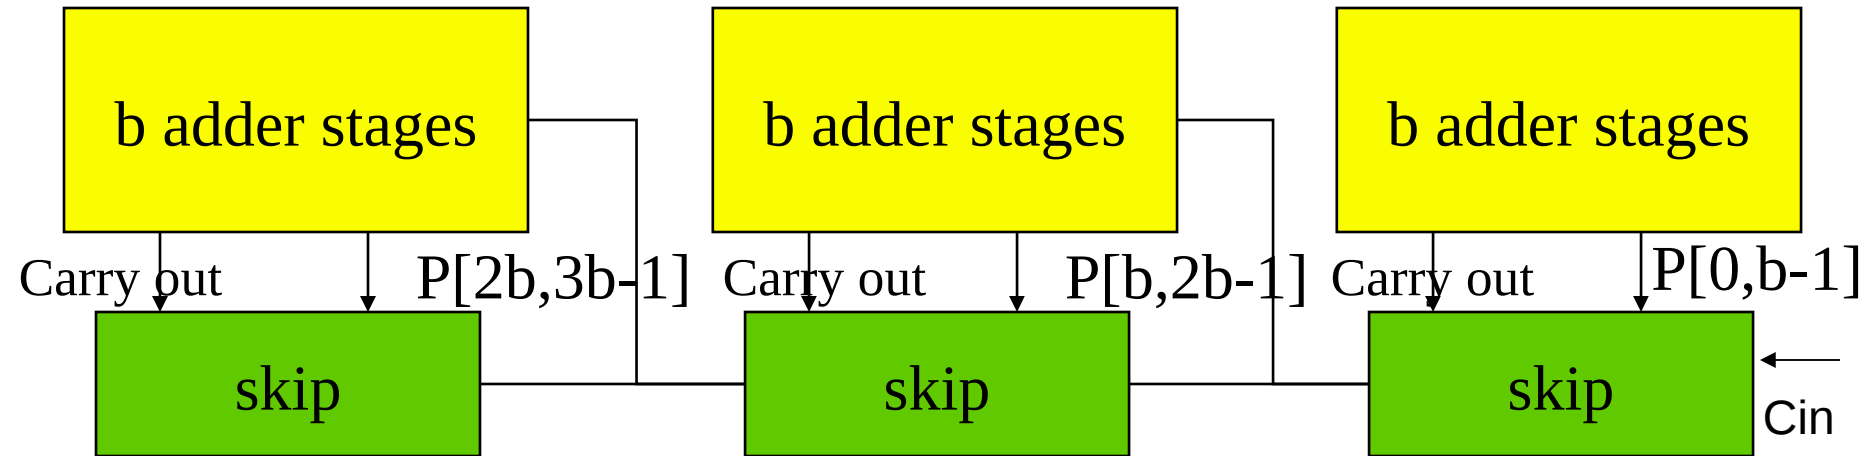 b adder stages
b adder stages
b adder stages
Carry out
P[2b,3b-1]
Carry out
P[b,2b-1]
Carry out
P[0,b-1]
skip
skip
skip
Cin